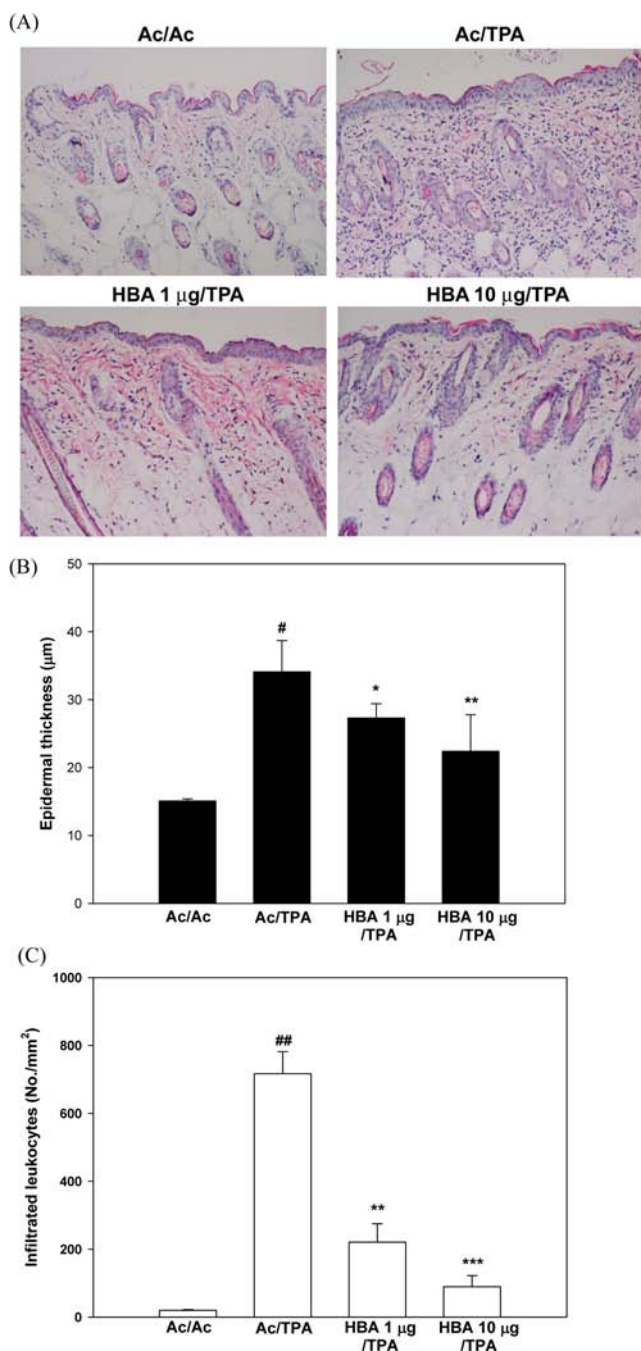 (A)
Ac/Ac
Ac/TPA
HBA 1 μg/TPA
HBA 10 μg/TPA
(B)
50
40
30
20
10
0
Epidermal thickness (μm)
#
*
**
Ac/Ac
Ac/TPA
HBA 1 μg
/TPA
HBA 10 μg
/TPA
(C)
1000
800
600
400
200
0
Infiltrated leukocytes (No./mm²)
##
**
***
Ac/Ac
Ac/TPA
HBA 1 μg
/TPA
HBA 10 μg
/TPA